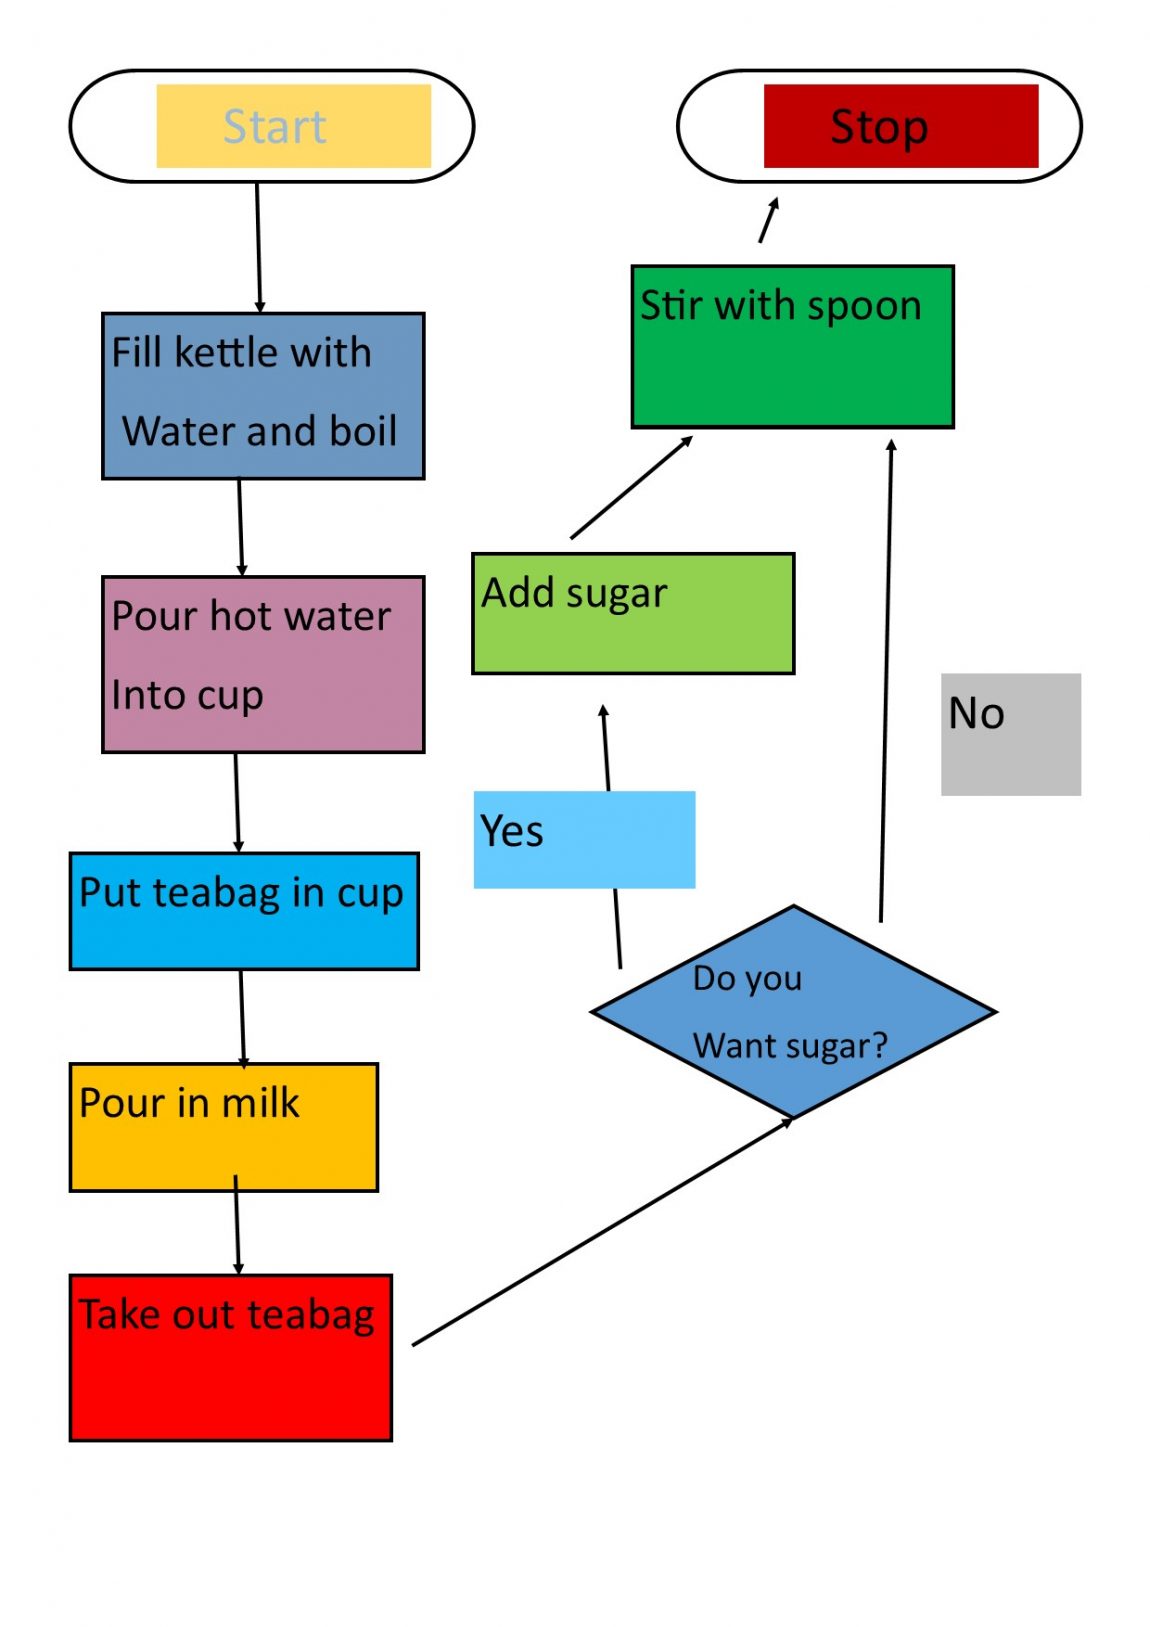 Start
Fill kettle with
Water and boil
Pour hot water
Into cup
Put teabag in cup
Pour in milk
Take out teabag
Do you
Want sugar?
Yes
No
Add sugar
Stir with spoon
Stop